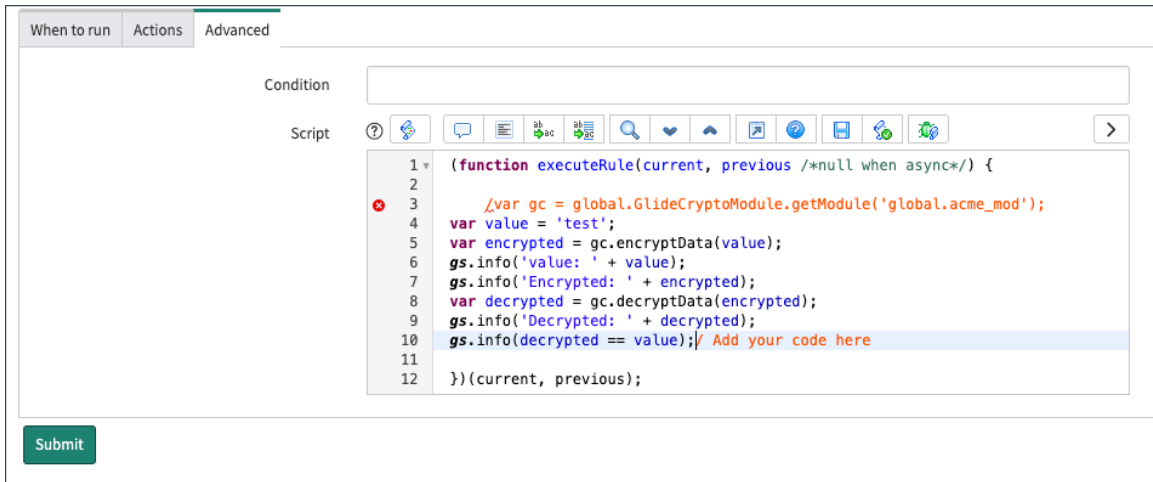 When to run Actions Advanced
Condition
Script
1 (function executeRule(current, previous /*null when async*/) {
2
3 /var gc = global.GlideCryptoModule.getModule('global.acme_mod');
4 var value = 'test';
5 var encrypted = gc.encryptData(value);
6 gs.info('value: ' + value);
7 gs.info('Encrypted: ' + encrypted);
8 var decrypted = gc.decryptData(encrypted);
9 gs.info('Decrypted: ' + decrypted);
10 gs.info(decrypted == value);/ Add your code here
11
12 })(current, previous);
Submit